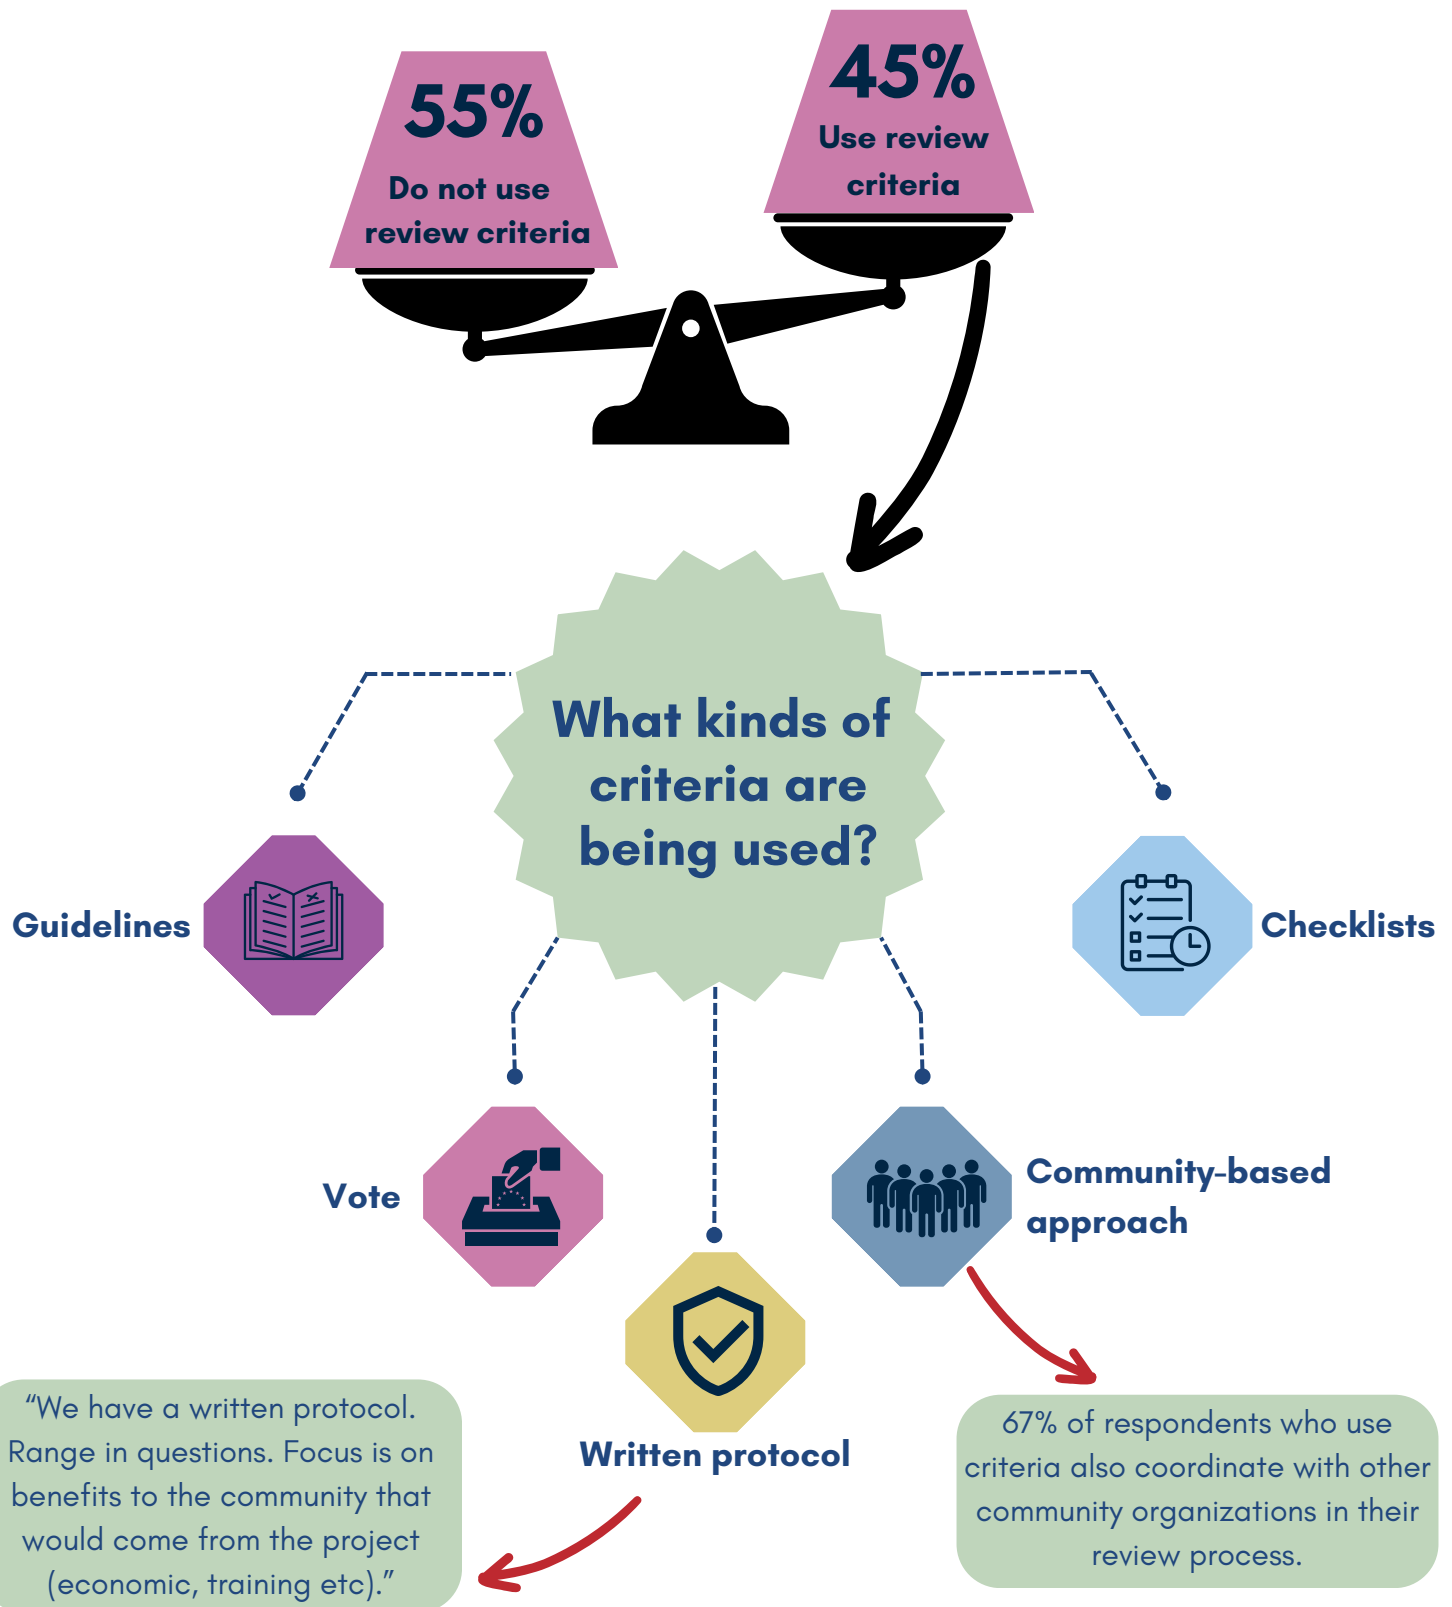 55%
Do not use
review criteria
45%
Use review
criteria
What kinds of
criteria are
being used?
Guidelines
Checklists
Vote
Community-based
approach
Written protocol
“We have a written protocol.
Range in questions. Focus is on
benefits to the community that
would come from the project
(economic, training etc).”
67% of respondents who use
criteria also coordinate with other
community organizations in their
review process.